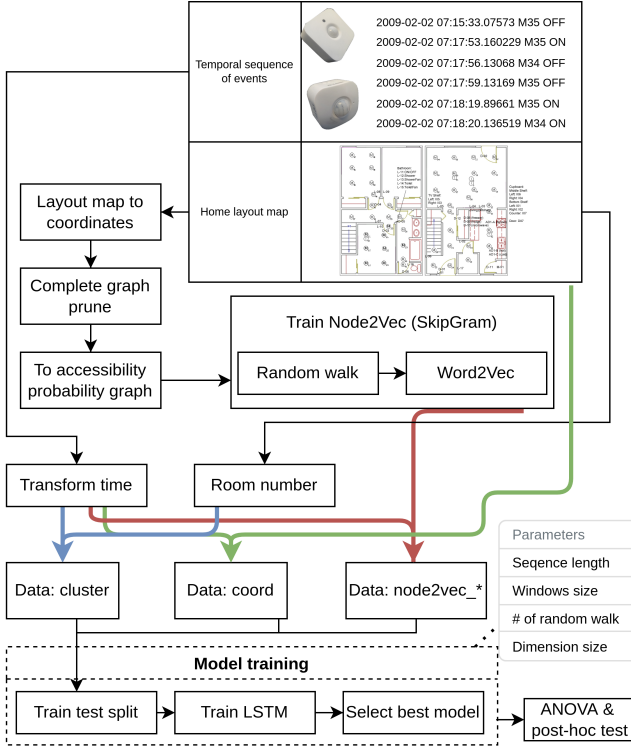 Temporal sequence
of events
2009-02-02 07:15:33.07573 M35 OFF
2009-02-02 07:17:53.160229 M35 ON
2009-02-02 07:17:56.13068 M34 OFF
2009-02-02 07:17:59.13169 M35 OFF
2009-02-02 07:18:19.89661 M35 ON
2009-02-02 07:18:20.136519 M34 ON
Home layout map
Layout map to
coordinates
Complete graph
prune
To accessibility
probability graph
Train Node2Vec (SkipGram)
Random walk
Word2Vec
Transform time
Room number
Data: cluster
Data: coord
Data: node2vec_*
Parameters
Seqence length
Windows size
# of random walk
Dimension size
Model training
Train test split
Train LSTM
Select best model
ANOVA &
post-hoc test